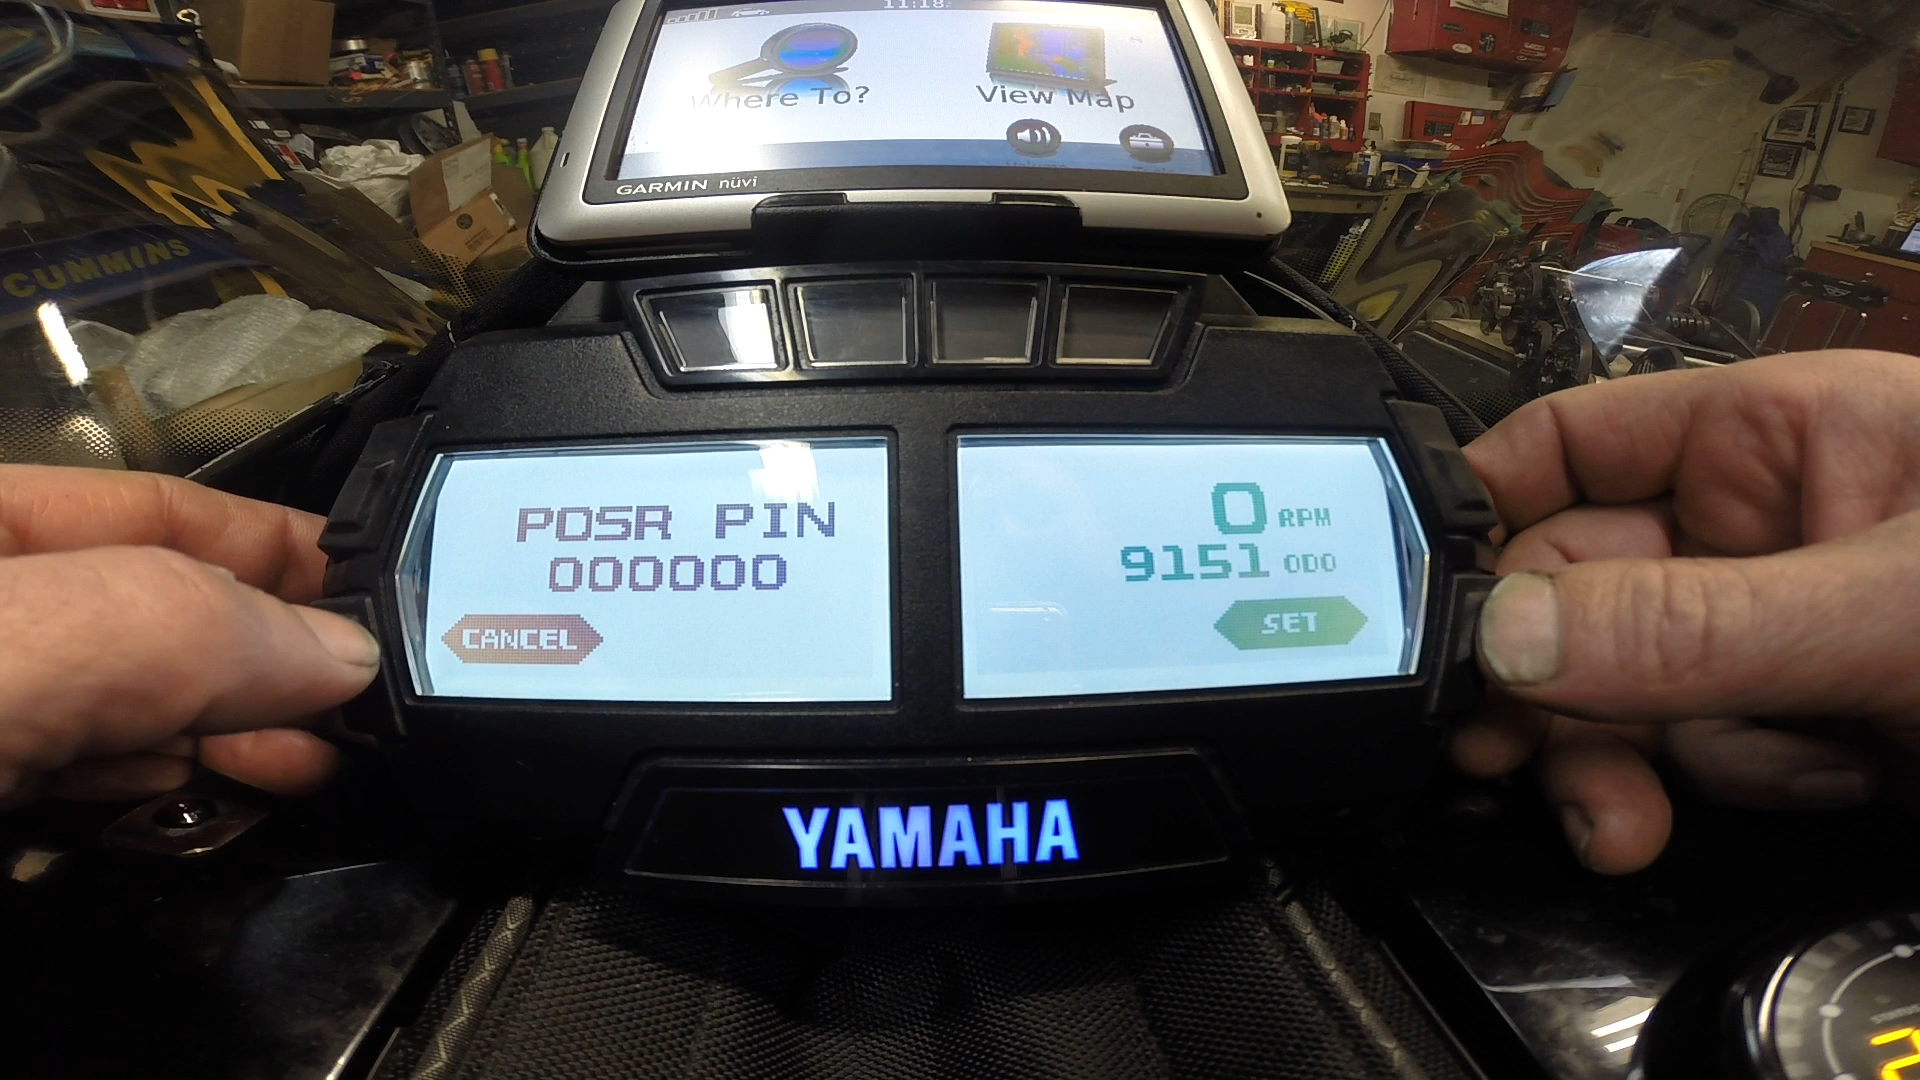 11:18
Where To?
View Map
GARMIN nüvi
CUMMINS
POSR PIN
000000
CANCEL
0 RPM
9151 ODO
SET
YAMAHA